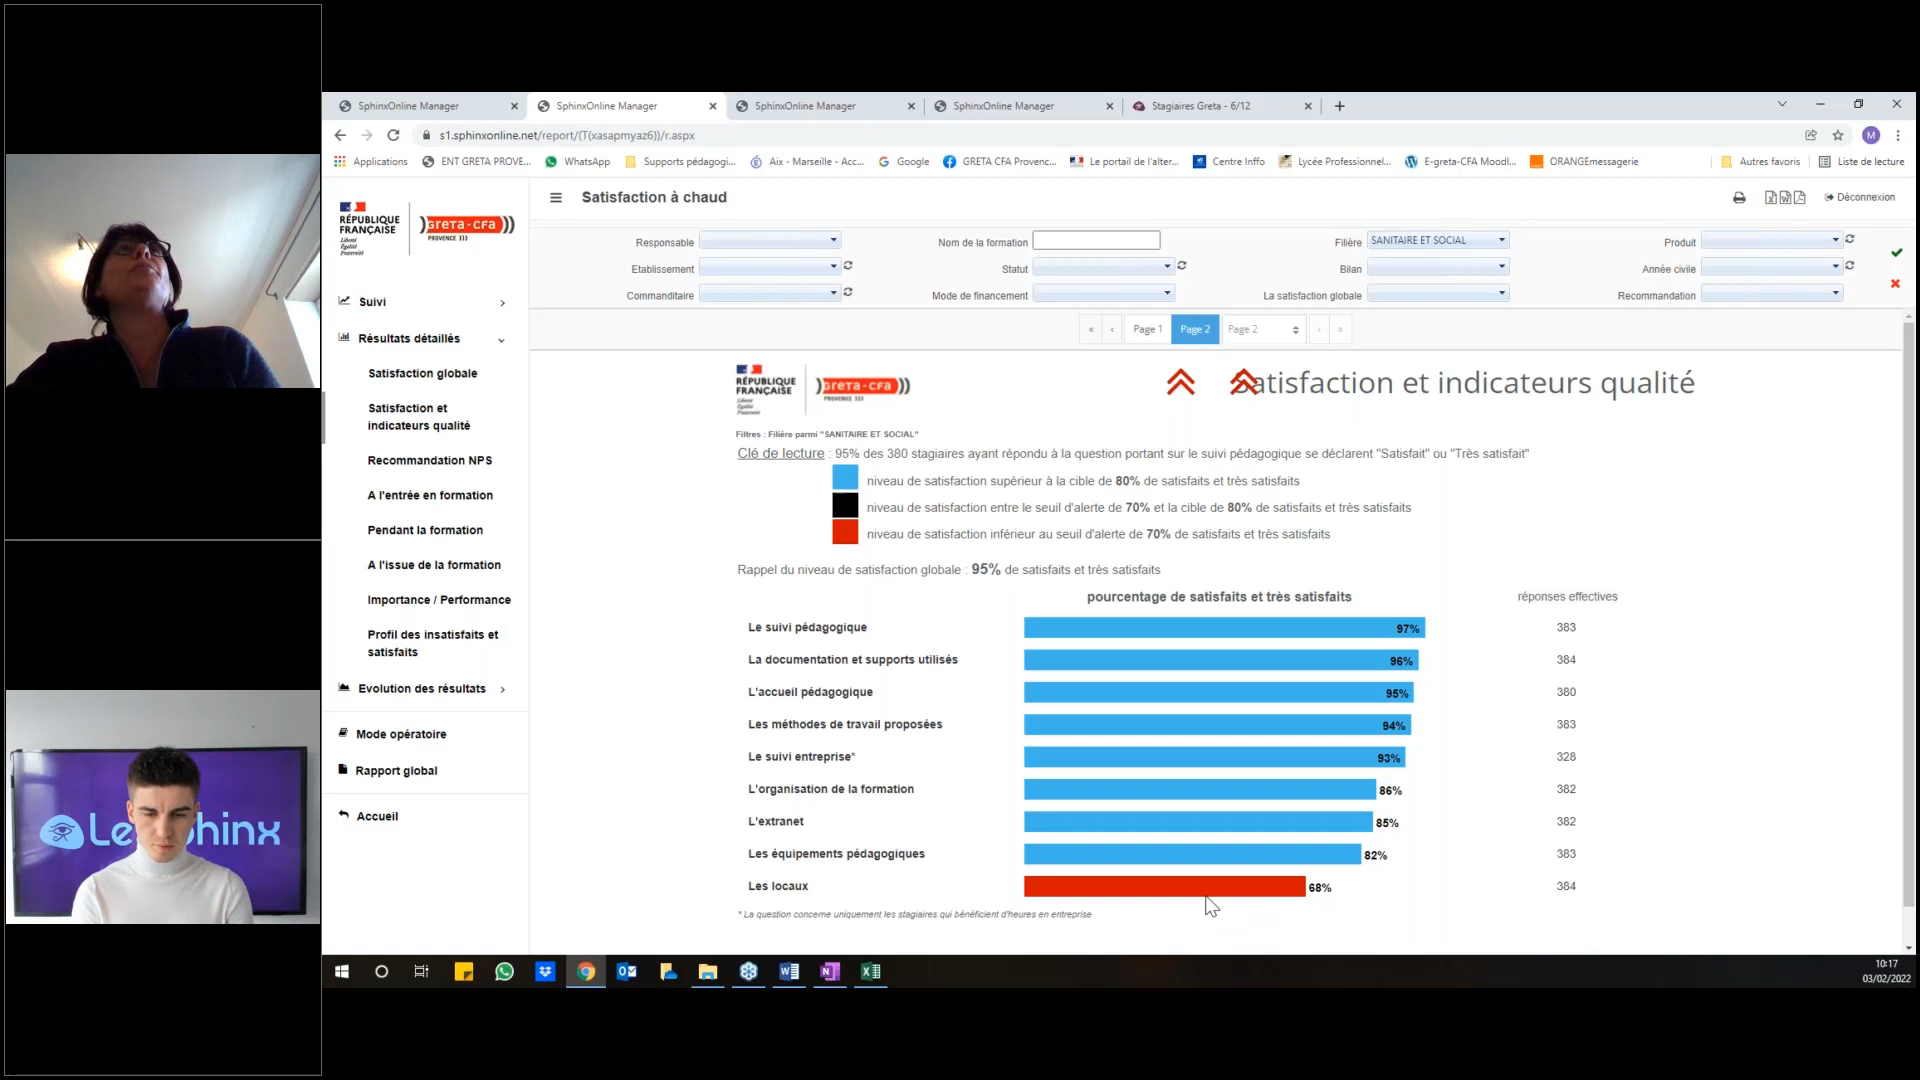 SphinxOnline Manager
SphinxOnline Manager
SphinxOnline Manager
SphinxOnline Manager
Stagiaires Greta - 6/12
s1.sphinxonline.net/report/(T(xasapmyaz6))/r.aspx
M
Applications
ENT GRETA PROVE...
WhatsApp
Supports pédagogi...
Aix - Marseille - Acc...
Google
GRETA CFA Provenc...
Le portail de l'alter...
Centre Inffo
Lycée Professionnel...
E-greta-CFA Moodl...
ORANGEmessagerie
Autres favoris
Liste de lecture
RÉPUBLIQUE
FRANÇAISE
Liberté
Égalité
Fraternité
GRETA-CFA
PROVENCE
Satisfaction à chaud
Déconnexion
Responsable
Nom de la formation
Filière SANITAIRE ET SOCIAL
Produit
Etablissement
Statut
Bilan
Année civile
Commanditaire
Mode de financement
La satisfaction globale
Recommandation
« ‹ Page 1 Page 2 Page 2 › »
Suivi
Résultats détaillés
Satisfaction globale
Satisfaction et
indicateurs qualité
Recommandation NPS
A l'entrée en formation
Pendant la formation
A l'issue de la formation
Importance / Performance
Profil des insatisfaits et
satisfaits
Evolution des résultats
Mode opératoire
Rapport global
Accueil
RÉPUBLIQUE
FRANÇAISE
Liberté
Égalité
Fraternité
GRETA-CFA
PROVENCE
Satisfaction et indicateurs qualité
Filtres : Filière parmi "SANITAIRE ET SOCIAL"
Clé de lecture : 95% des 380 stagiaires ayant répondu à la question portant sur le suivi pédagogique se déclarent "Satisfait" ou "Très satisfait"
niveau de satisfaction supérieur à la cible de 80% de satisfaits et très satisfaits
niveau de satisfaction entre le seuil d'alerte de 70% et la cible de 80% de satisfaits et très satisfaits
niveau de satisfaction inférieur au seuil d'alerte de 70% de satisfaits et très satisfaits
Rappel du niveau de satisfaction globale : 95% de satisfaits et très satisfaits
pourcentage de satisfaits et très satisfaits réponses effectives
Le suivi pédagogique 97% 383
La documentation et supports utilisés 96% 384
L'accueil pédagogique 95% 380
Les méthodes de travail proposées 94% 383
Le suivi entreprise* 93% 328
L'organisation de la formation 86% 382
L'extranet 85% 382
Les équipements pédagogiques 82% 383
Les locaux 68% 384
* La question concerne uniquement les stagiaires qui bénéficient d'heures en entreprise
10:17
03/02/2022